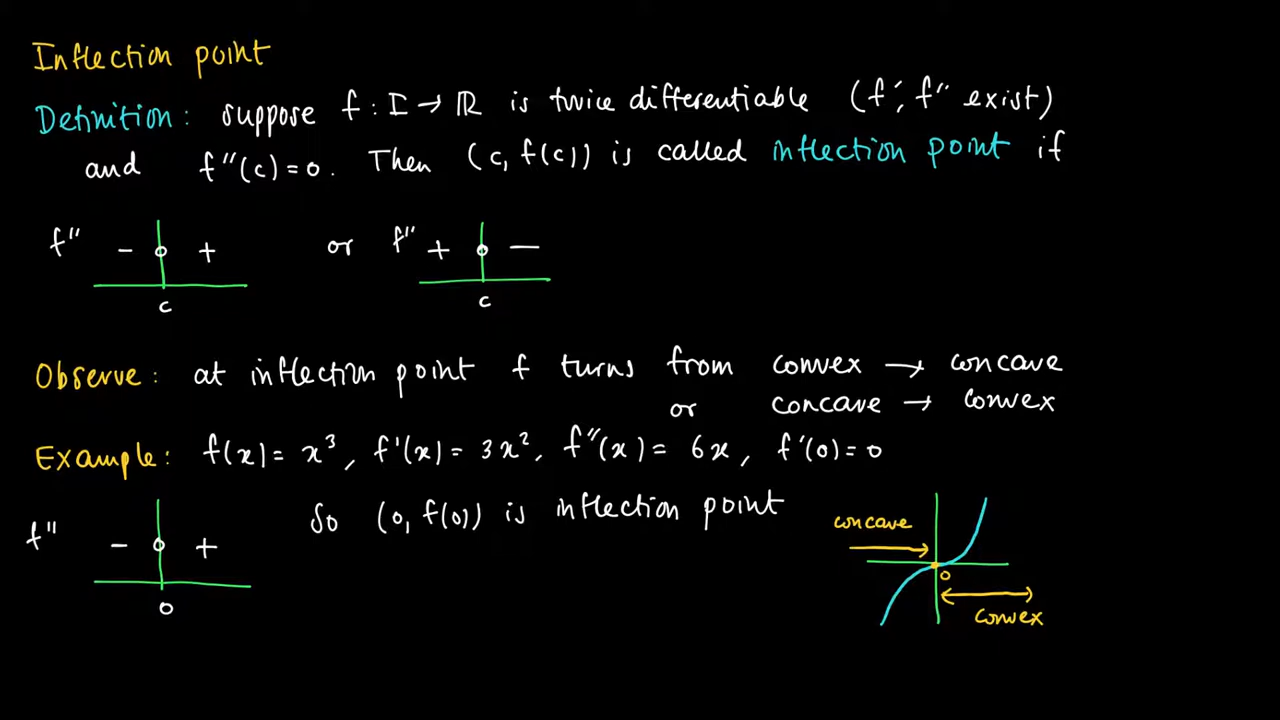 Inflection point
Definition: suppose f : I → ℝ is twice differentiable (f', f'' exist)
and f''(c) = 0. Then (c, f(c)) is called inflection point if
f'' - + or f'' + —
c c
Observe: at inflection point f turns from convex → concave
or concave → convex
Example: f(x) = x³, f'(x) = 3x², f''(x) = 6x, f'(0) = 0
So (0, f(0)) is inflection point
f'' - +
0
concave
0
convex